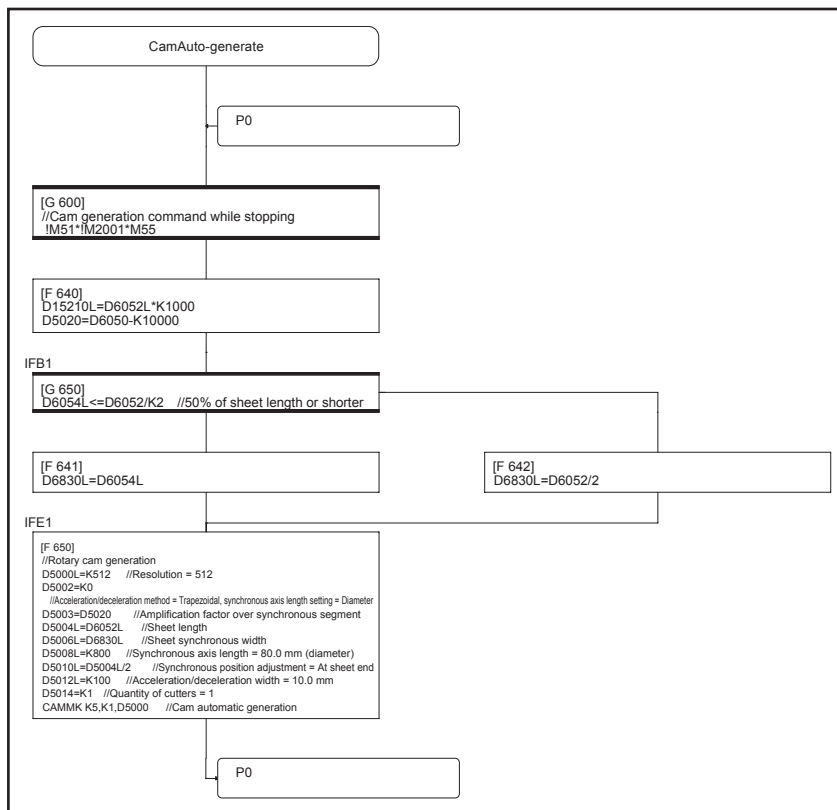 CamAuto-generate
P0
[G 600]
//Cam generation command while stopping
!M51*!M2001*M55
[F 640]
D15210L=D6052L*K1000
D5020=D6050-K10000
IFB1
[G 650]
D6054L<=D6052/K2 //50% of sheet length or shorter
[F 641]
D6830L=D6054L
[F 642]
D6830L=D6052/2
IFE1
[F 650]
//Rotary cam generation
D5000L=K512 //Resolution = 512
D5002=K0
//Acceleration/deceleration method = Trapezoidal, synchronous axis length setting = Diameter
D5003=D5020 //Amplification factor over synchronous segment
D5004L=D6052L //Sheet length
D5006L=D6830L //Sheet synchronous width
D5008L=K800 //Synchronous axis length = 80.0 mm (diameter)
D5010L=D5004L/2 //Synchronous position adjustment = At sheet end
D5012L=K100 //Acceleration/deceleration width = 10.0 mm
D5014=K1 //Quantity of cutters = 1
CAMMK K5,K1,D5000 //Cam automatic generation
P0